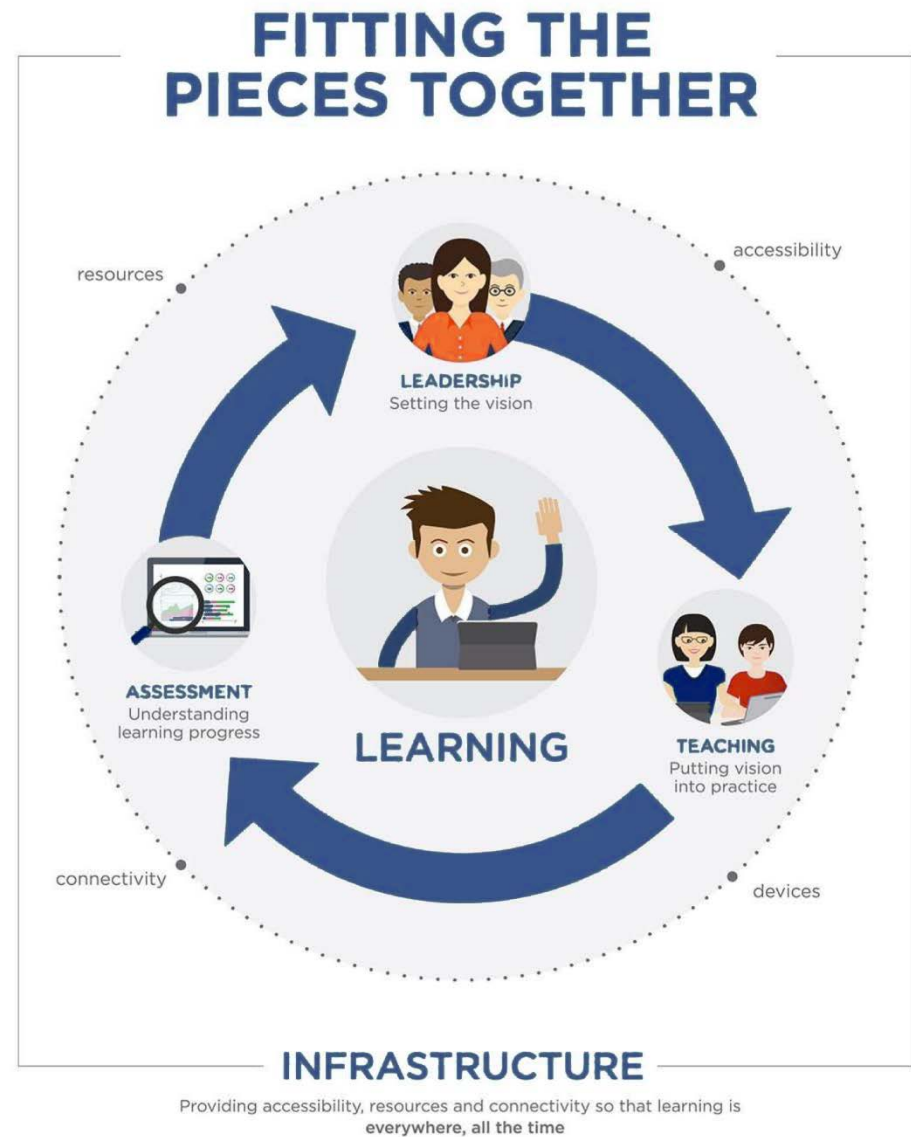 FITTING THE
PIECES TOGETHER
resources
accessibility
LEADERSHIP
Setting the vision
ASSESSMENT
Understanding
learning progress
LEARNING
TEACHING
Putting vision
into practice
connectivity
devices
INFRASTRUCTURE
Providing accessibility, resources and connectivity so that learning is
everywhere, all the time